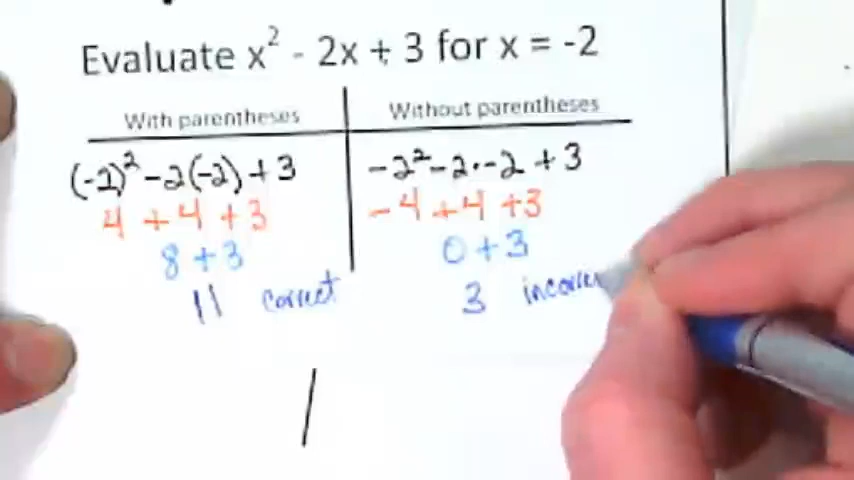 Evaluate x² - 2x + 3 for x = -2
With parentheses Without parentheses
(-2)² - 2(-2) + 3 -2² - 2 · -2 + 3
4 + 4 + 3 -4 + 4 + 3
8 + 3 0 + 3
11 correct 3 incorre